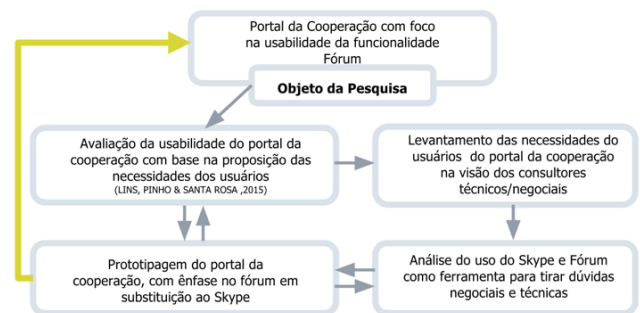 Portal da Cooperação com foco
na usabilidade da funcionalidade
Fórum
Objeto da Pesquisa
Avaliação da usabilidade do portal da
cooperação com base na proposição das
necessidades dos usuários
(LINS, PINHO & SANTA ROSA ,2015)
Levantamento das necessidades do
usuários do portal da cooperação
na visão dos consultores
técnicos/negociais
Prototipagem do portal da
cooperação, com ênfase no fórum em
substituição ao Skype
Análise do uso do Skype e Fórum
como ferramenta para tirar dúvidas
negociais e técnicas